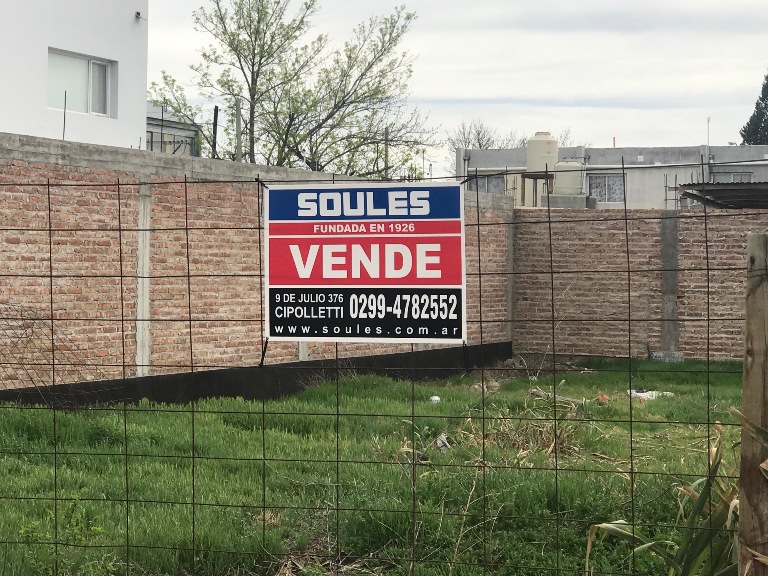 SOULES
FUNDADA EN 1926
VENDE
9 DE JULIO 376
CIPOLLETTI 0299-4782552
www.soules.com.ar